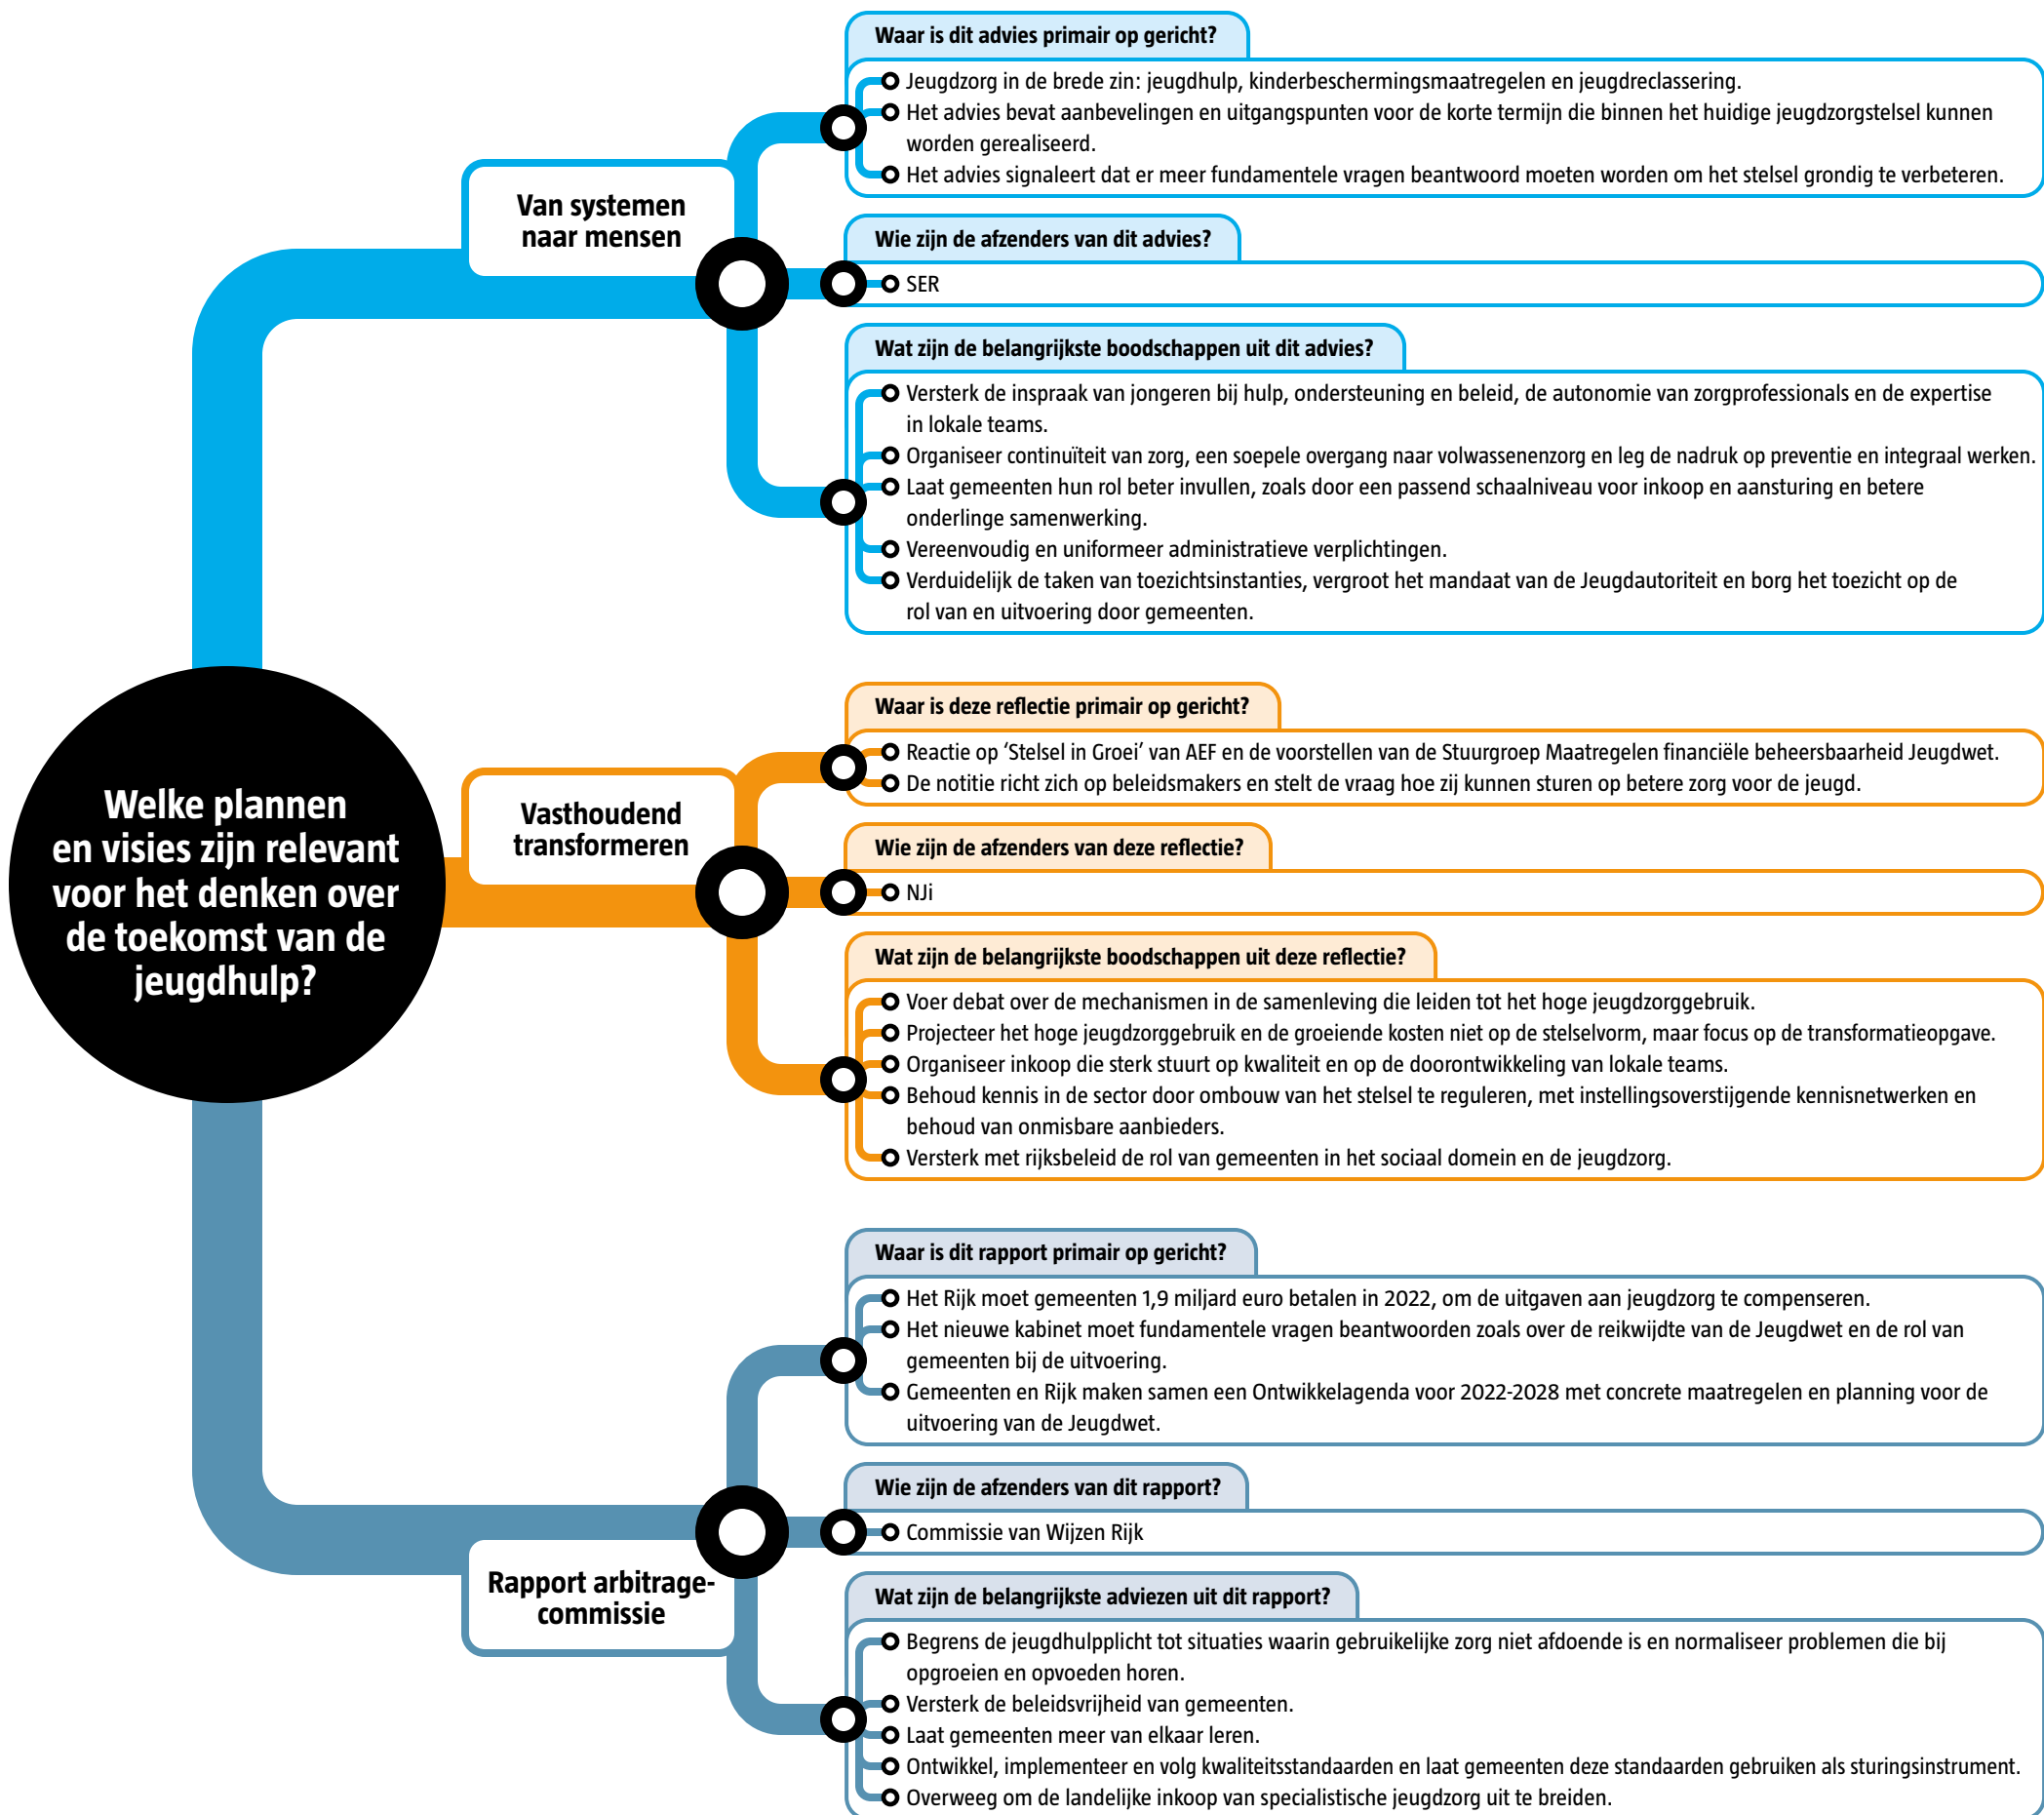 Welke plannen
en visies zijn relevant
voor het denken over
de toekomst van de
jeugdhulp?
Van systemen
naar mensen
Waar is dit advies primair op gericht?
Jeugdzorg in de brede zin: jeugdhulp, kinderbeschermingsmaatregelen en jeugdreclassering.
Het advies bevat aanbevelingen en uitgangspunten voor de korte termijn die binnen het huidige jeugdzorgstelsel kunnen
worden gerealiseerd.
Het advies signaleert dat er meer fundamentele vragen beantwoord moeten worden om het stelsel grondig te verbeteren.
Wie zijn de afzenders van dit advies?
SER
Wat zijn de belangrijkste boodschappen uit dit advies?
Versterk de inspraak van jongeren bij hulp, ondersteuning en beleid, de autonomie van zorgprofessionals en de expertise
in lokale teams.
Organiseer continuïteit van zorg, een soepele overgang naar volwassenenzorg en leg de nadruk op preventie en integraal werken.
Laat gemeenten hun rol beter invullen, zoals door een passend schaalniveau voor inkoop en aansturing en betere
onderlinge samenwerking.
Vereenvoudig en uniformeer administratieve verplichtingen.
Verduidelijk de taken van toezichtsinstanties, vergroot het mandaat van de Jeugdautoriteit en borg het toezicht op de
rol van en uitvoering door gemeenten.
Vasthoudend
transformeren
Waar is deze reflectie primair op gericht?
Reactie op ‘Stelsel in Groei’ van AEF en de voorstellen van de Stuurgroep Maatregelen financiële beheersbaarheid Jeugdwet.
De notitie richt zich op beleidsmakers en stelt de vraag hoe zij kunnen sturen op betere zorg voor de jeugd.
Wie zijn de afzenders van deze reflectie?
NJi
Wat zijn de belangrijkste boodschappen uit deze reflectie?
Voer debat over de mechanismen in de samenleving die leiden tot het hoge jeugdzorggebruik.
Projecteer het hoge jeugdzorggebruik en de groeiende kosten niet op de stelselvorm, maar focus op de transformatieopgave.
Organiseer inkoop die sterk stuurt op kwaliteit en op de doorontwikkeling van lokale teams.
Behoud kennis in de sector door ombouw van het stelsel te reguleren, met instellingsoverstijgende kennisnetwerken en
behoud van onmisbare aanbieders.
Versterk met rijksbeleid de rol van gemeenten in het sociaal domein en de jeugdzorg.
Rapport arbitrage-
commissie
Waar is dit rapport primair op gericht?
Het Rijk moet gemeenten 1,9 miljard euro betalen in 2022, om de uitgaven aan jeugdzorg te compenseren.
Het nieuwe kabinet moet fundamentele vragen beantwoorden zoals over de reikwijdte van de Jeugdwet en de rol van
gemeenten bij de uitvoering.
Gemeenten en Rijk maken samen een Ontwikkelagenda voor 2022-2028 met concrete maatregelen en planning voor de
uitvoering van de Jeugdwet.
Wie zijn de afzenders van dit rapport?
Commissie van Wijzen Rijk
Wat zijn de belangrijkste adviezen uit dit rapport?
Begrens de jeugdhulpplicht tot situaties waarin gebruikelijke zorg niet afdoende is en normaliseer problemen die bij
opgroeien en opvoeden horen.
Versterk de beleidsvrijheid van gemeenten.
Laat gemeenten meer van elkaar leren.
Ontwikkel, implementeer en volg kwaliteitsstandaarden en laat gemeenten deze standaarden gebruiken als sturingsinstrument.
Overweeg om de landelijke inkoop van specialistische jeugdzorg uit te breiden.